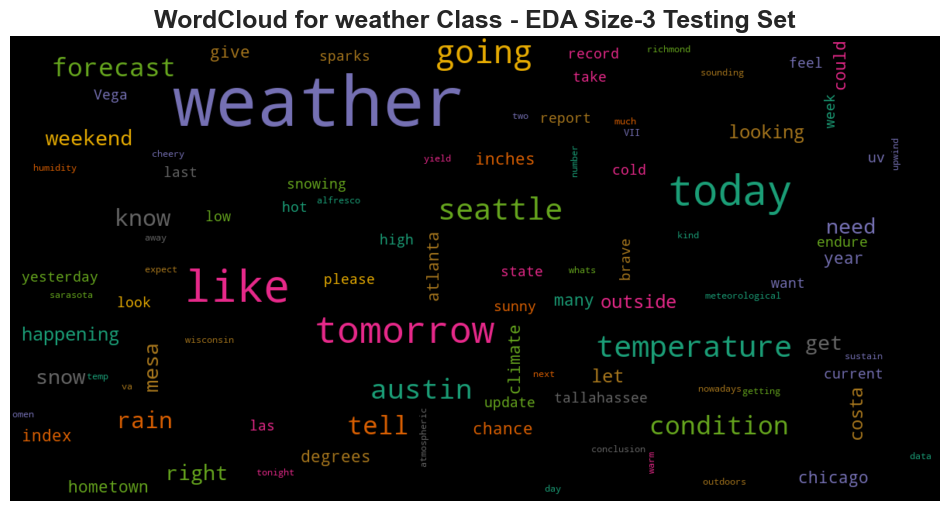 WordCloud for weather Class - EDA Size-3 Testing Set
forecast
give
sparks
going
record
richmond
feel
could
take
sounding
Vega
weather
week
weekend
two
report
much
VII
looking
humidity
cheery
last
yield
inches
number
cold
uv
upwind
snowing
alfresco
hot
today
know
low
seattle
away
high
kind
need
endure
yesterday
expect
please
atlanta
state
whats
brave
year
sarasota
look
like
sunny
many
outside
want
meteorological
happening
wisconsin
tomorrow
climate
temperature
get
sustain
snow
temp
va
mesa
austin
next
let
current
nowadays
getting
omen
update
tallahassee
costa
index
rain
las
tell
atmospheric
chance
condition
conclusion
degrees
warm
data
hometown
right
tonight
day
outdoors
chicago